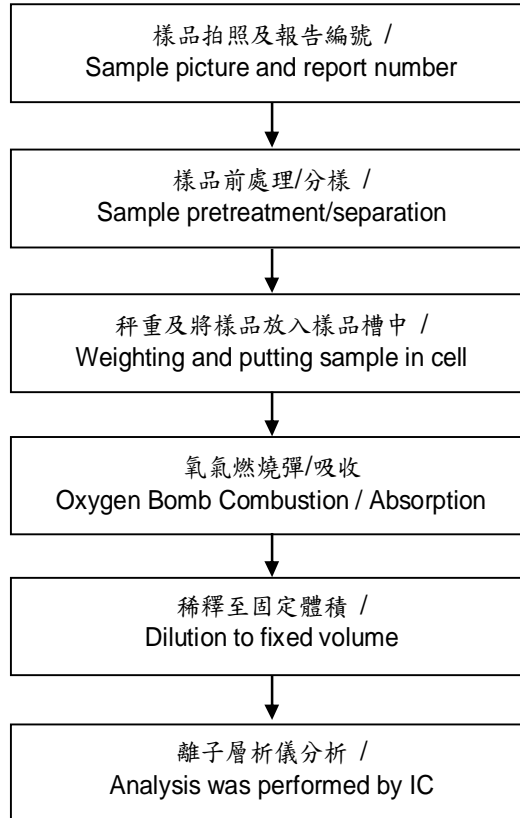 樣品拍照及報告編號 /
Sample picture and report number
樣品前處理/分樣 /
Sample pretreatment/separation
秤重及將樣品放入樣品槽中 /
Weighting and putting sample in cell
氧氣燃燒彈/吸收
Oxygen Bomb Combustion / Absorption
稀釋至固定體積 /
Dilution to fixed volume
離子層析儀分析 /
Analysis was performed by IC